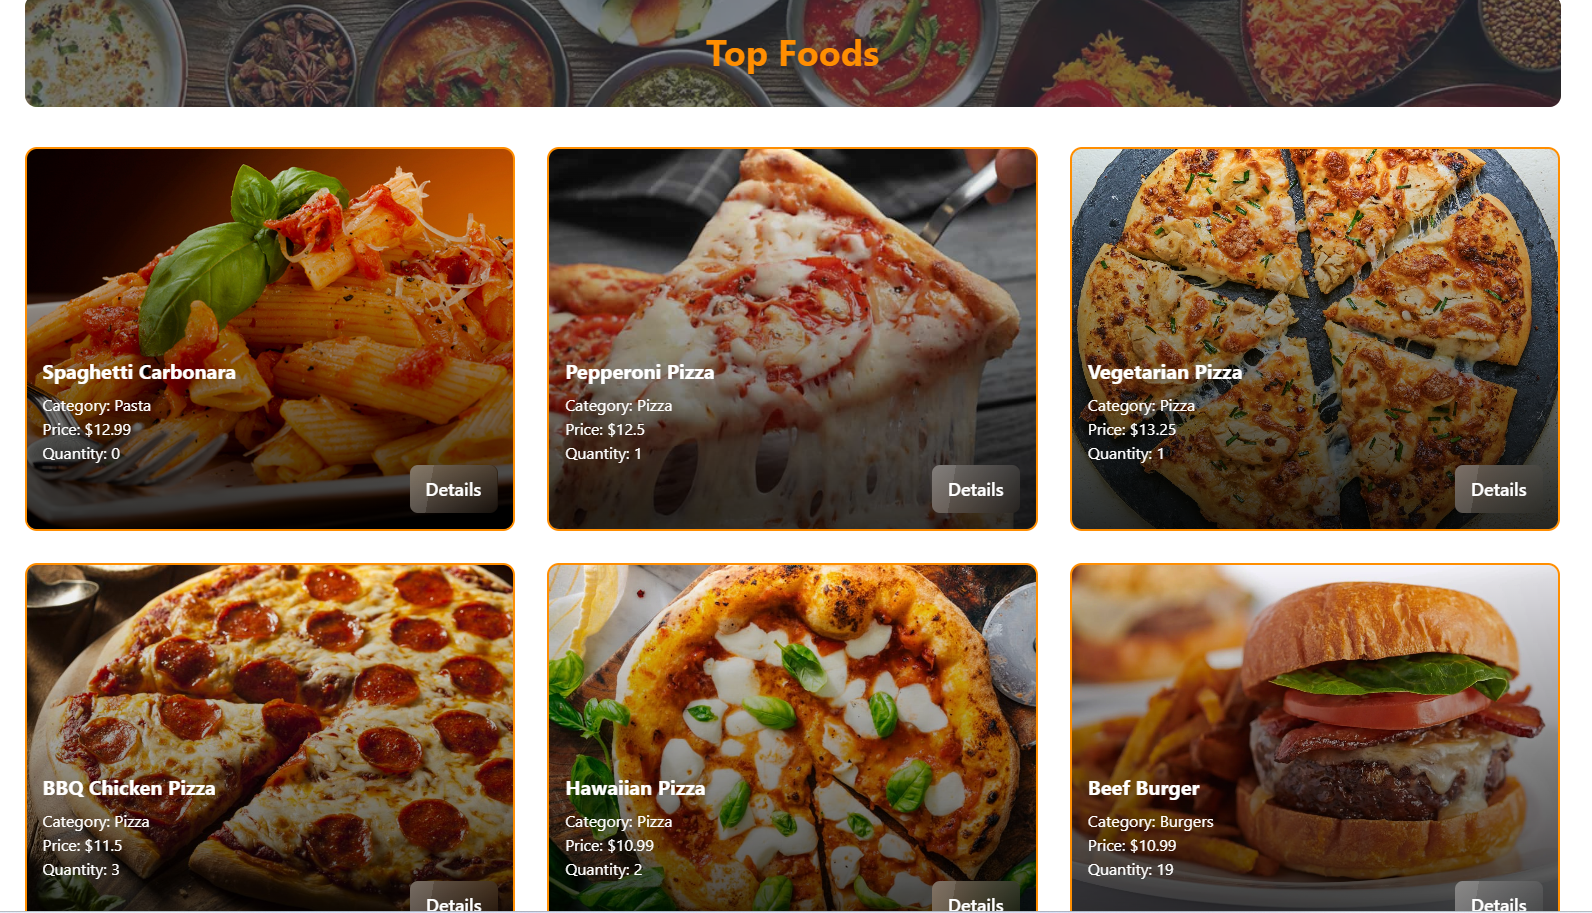 Top Foods
Spaghetti Carbonara
Category: Pasta
Price: $12.99
Quantity: 0
Details
Pepperoni Pizza
Category: Pizza
Price: $12.5
Quantity: 1
Details
Vegetarian Pizza
Category: Pizza
Price: $13.25
Quantity: 1
Details
BBQ Chicken Pizza
Category: Pizza
Price: $11.5
Quantity: 3
Details
Hawaiian Pizza
Category: Pizza
Price: $10.99
Quantity: 2
Details
Beef Burger
Category: Burgers
Price: $10.99
Quantity: 19
Details